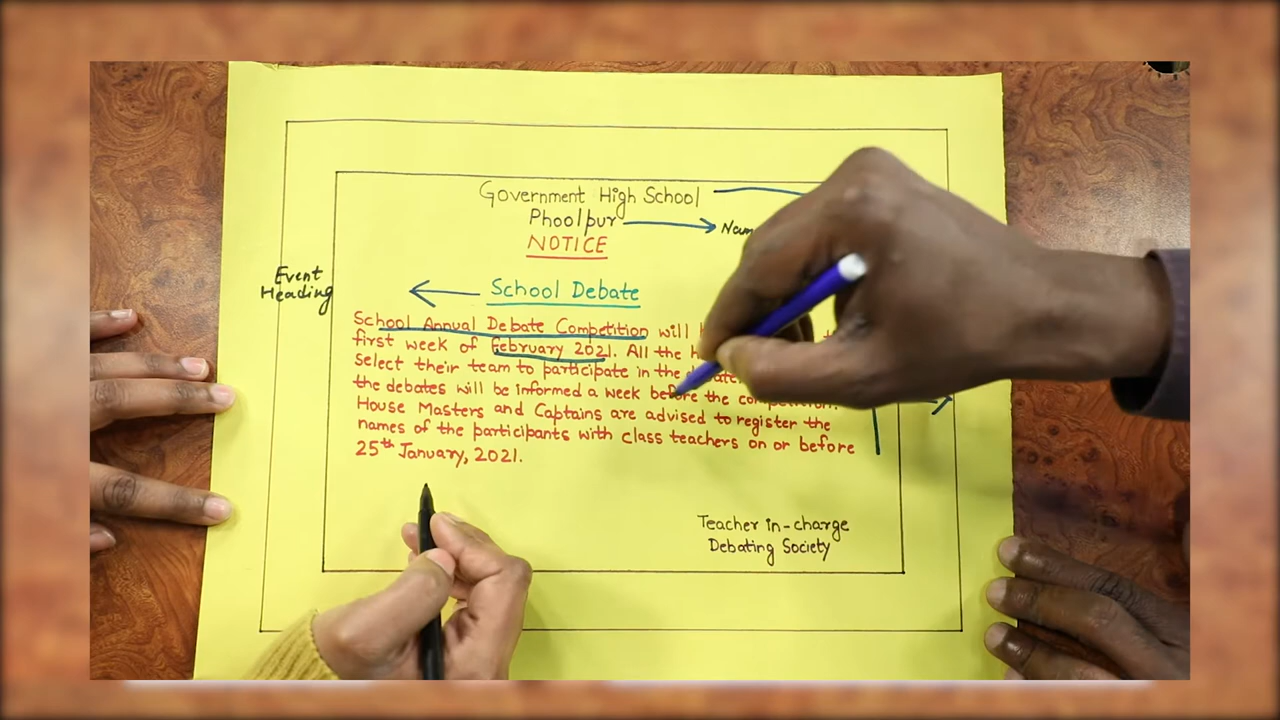 Government High School
Phoolpur
NOTICE
Event
Heading
School Debate
School Annual Debate Competition will
first week of february 2021. All the
select their team to participate in the
the debates will be informed a week before the competition.
House Masters and Captains are advised to register the
names of the participants with class teachers on or before
25th January, 2021.
Teacher in-charge
Debating Society